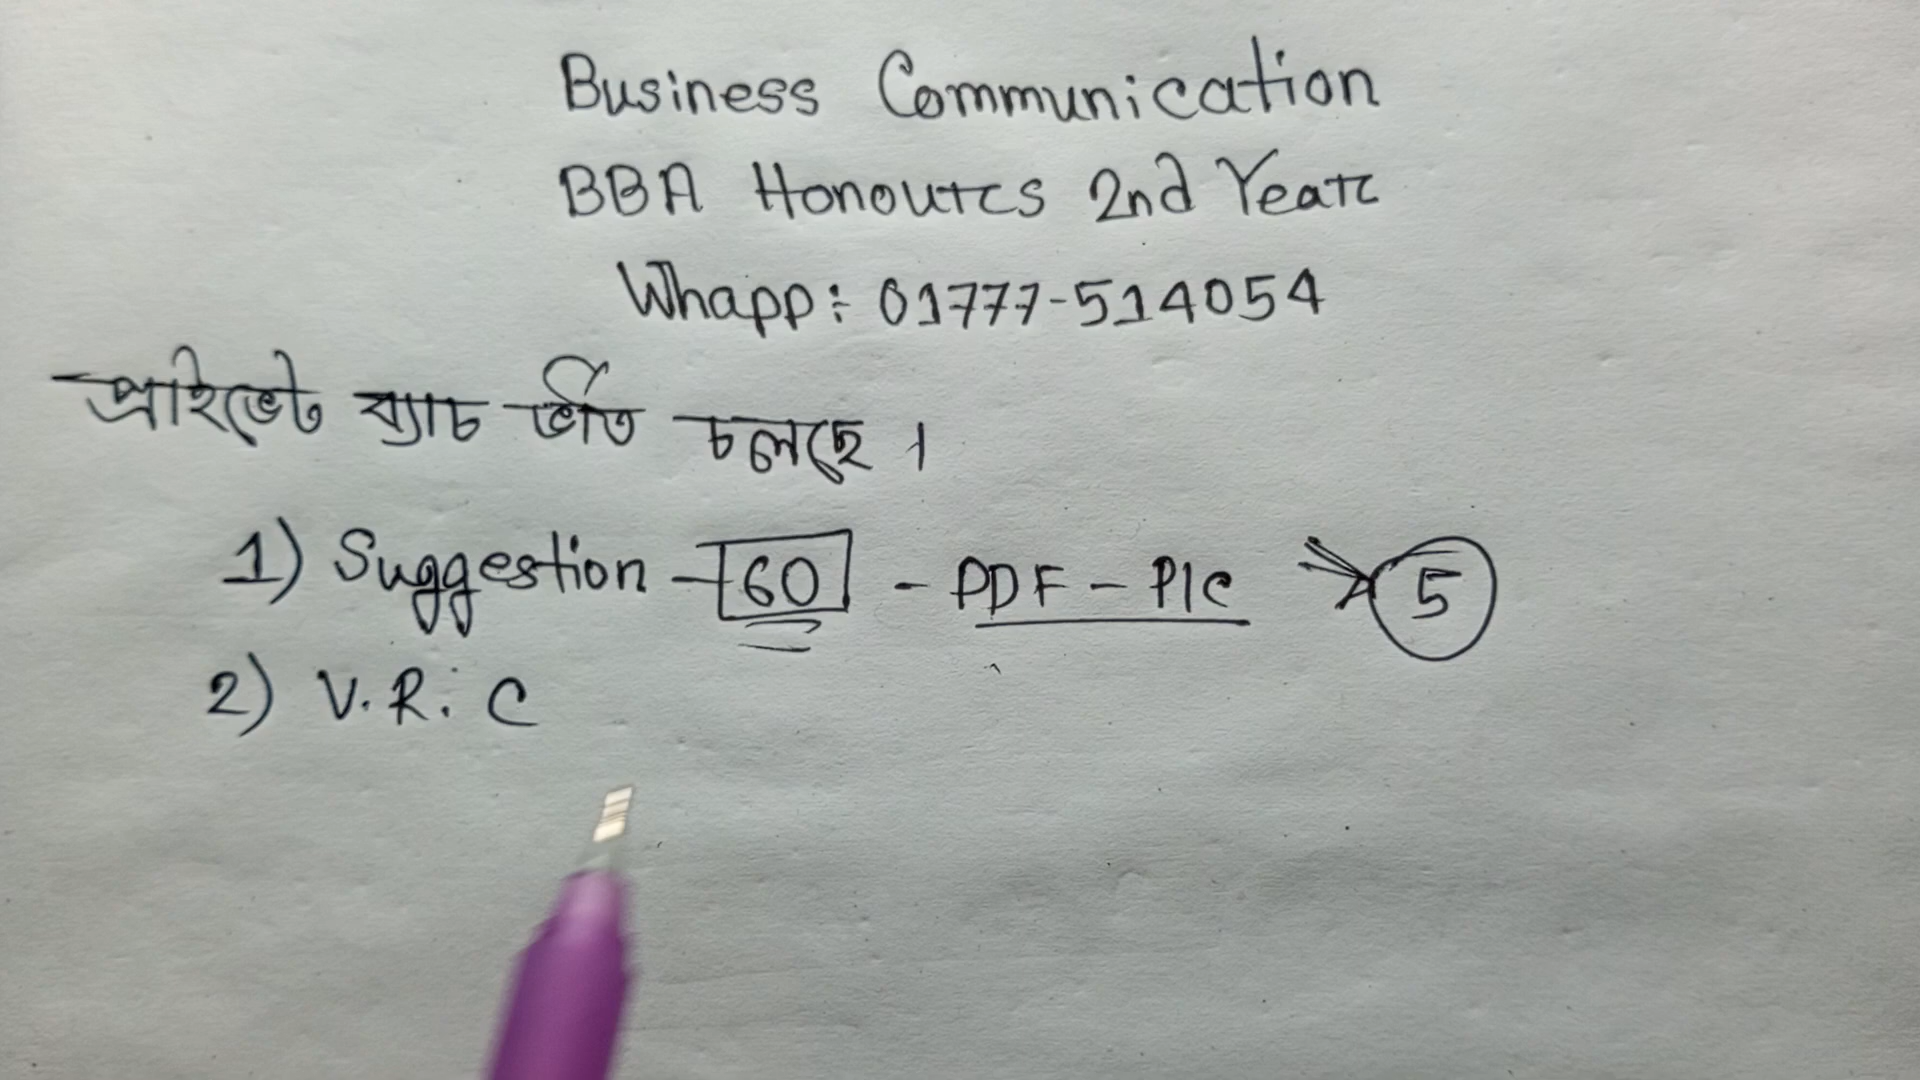 Business Communication
BBA Honours 2nd Year
Whapp: 01777-514054
প্রাইভেট ব্যাচ ভর্তি চলছে।
1) Suggestion - 60 - PDF - PIC 5
2) V.R. C